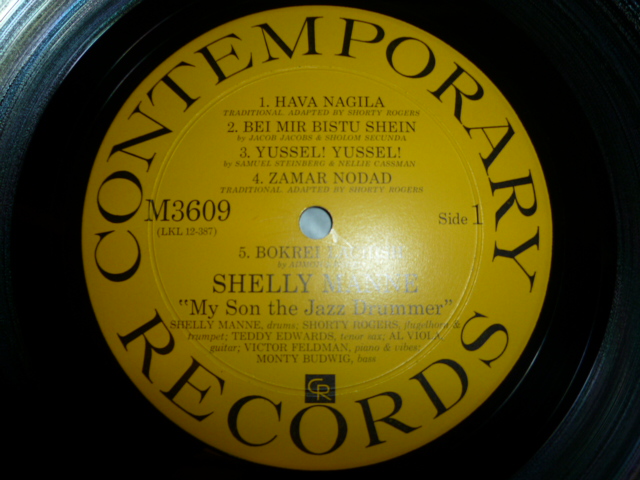 CONTEMPORARY
1. HAVA NAGILA
TRADITIONAL ADAPTED BY SHORTY ROGERS
2. BEI MIR BISTU SHEIN
by JACOB JACOBS & SHOLOM SECUNDA
3. YUSSEL! YUSSEL!
by SAMUEL STEINBERG & NELLIE CASSMAN
4. ZAMAR NODAD
TRADITIONAL ADAPTED BY SHORTY ROGERS
M3609
(LKL 12-387)
Side 1
5. BOKREI
by
SHELLY MANNE
"My Son the Jazz Drummer"
SHELLY MANNE, drums; SHORTY ROGERS, flugelhorn &
trumpet; TEDDY EDWARDS, tenor sax; AL VIOLA,
guitar; VICTOR FELDMAN, piano & vibes;
MONTY BUDWIG, bass
CR
RECORDS